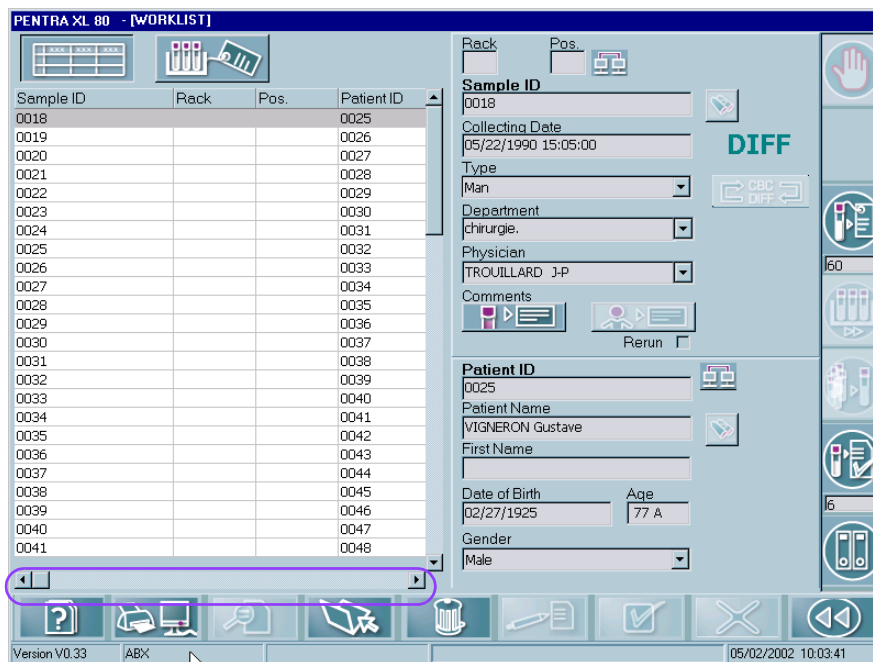 PENTRA XL 80 - [WORKLIST]
xxx xxx xxx
Sample ID Rack Pos. Patient ID
0018 0025
0019 0026
0020 0027
0021 0028
0022 0029
0023 0030
0024 0031
0025 0032
0026 0033
0027 0034
0028 0035
0029 0036
0030 0037
0031 0038
0032 0039
0033 0040
0034 0041
0035 0042
0036 0043
0037 0044
0038 0045
0039 0046
0040 0047
0041 0048
Rack Pos.
Sample ID
0018
Collecting Date
05/22/1990 15:05:00
DIFF
Type
Man
CBC
DIFF
Department
chirurgie.
Physician
TROUILLARD J-P
Comments
Rerun
Patient ID
0025
Patient Name
VIGNERON Gustave
First Name
Date of Birth Age
02/27/1925 77 A
Gender
Male
60
6
?
Version V0.33 ABX 05/02/2002 10:03:41